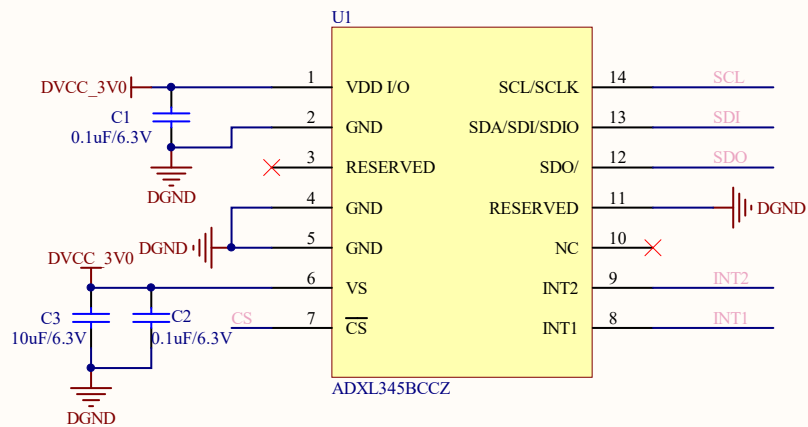 U1
DVCC_3V0
1 VDD I/O SCL/SCLK 14 SCL
C1
0.1uF/6.3V
2 GND SDA/SDI/SDIO 13 SDI
3 RESERVED SDO/ 12 SDO
DGND
4 GND RESERVED 11 DGND
DGND
5 GND NC 10
DVCC_3V0
6 VS INT2 9 INT2
C3
10uF/6.3V
C2
0.1uF/6.3V
CS
7 CS INT1 8 INT1
ADXL345BCCZ
DGND